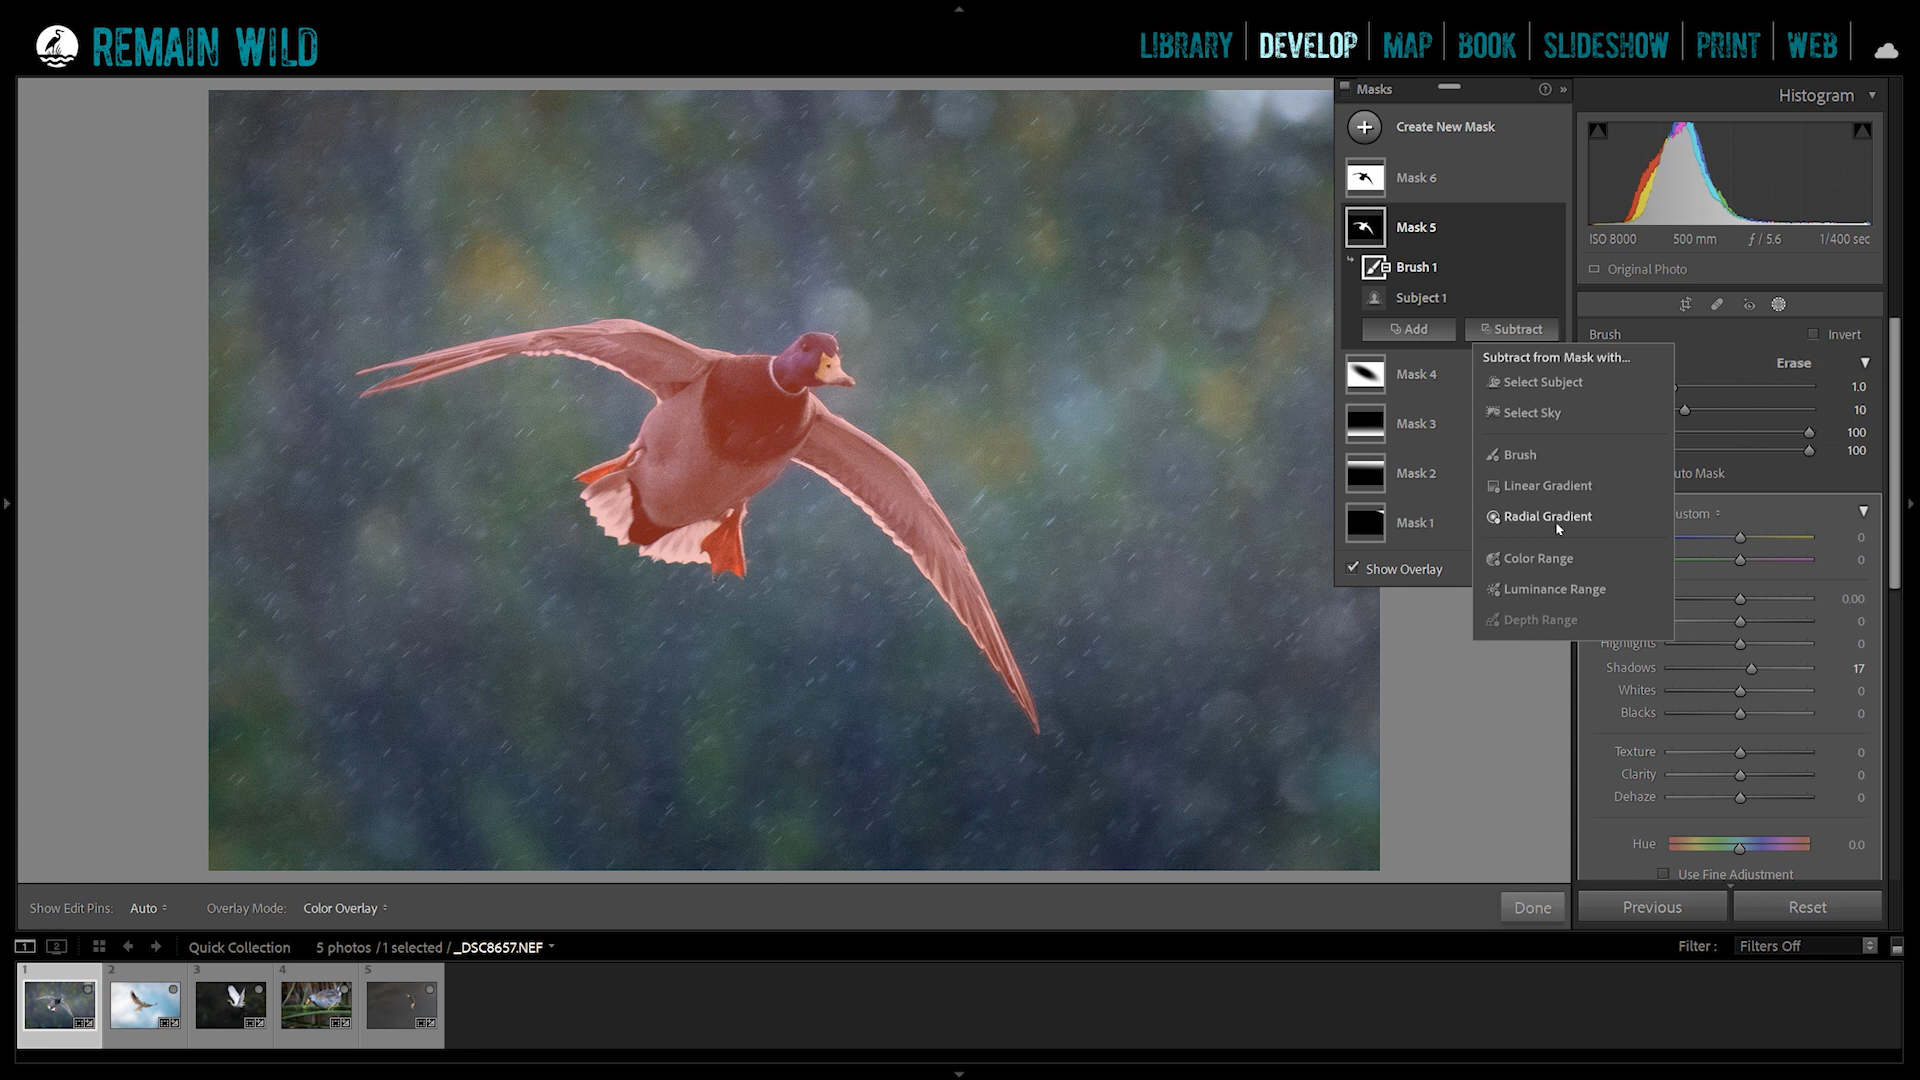 REMAIN WILD
LIBRARY
DEVELOP
MAP
BOOK
SLIDESHOW
PRINT
WEB
Masks
?
Create New Mask
Mask 6
Mask 5
Brush 1
Subject 1
Add
Subtract
Subtract from Mask with...
Select Subject
Select Sky
Brush
Linear Gradient
Radial Gradient
Color Range
Luminance Range
Depth Range
Mask 4
Mask 3
Mask 2
Mask 1
Show Overlay
Histogram
ISO 8000
500 mm
ƒ / 5.6
1/400 sec
Original Photo
Brush
Invert
Erase
1.0
10
100
100
uto Mask
ustom
0
0
0.00
0
Highlights 0
Shadows 17
Whites 0
Blacks 0
Texture 0
Clarity 0
Dehaze 0
Hue 0.0
Use Fine Adjustment
Show Edit Pins: Auto
Overlay Mode: Color Overlay
Done
Previous
Reset
1
2
Quick Collection
5 photos / 1 selected / _DSC8657.NEF
Filter :
Filters Off
1
2
3
4
5